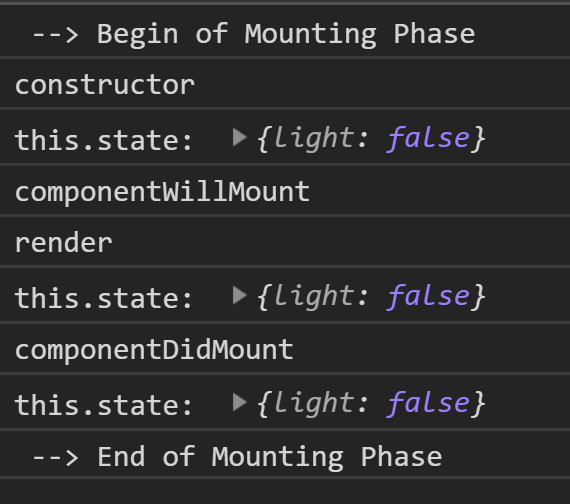 --> Begin of Mounting Phase
constructor
this.state: ▶{light: false}
componentWillMount
render
this.state: ▶{light: false}
componentDidMount
this.state: ▶{light: false}
--> End of Mounting Phase